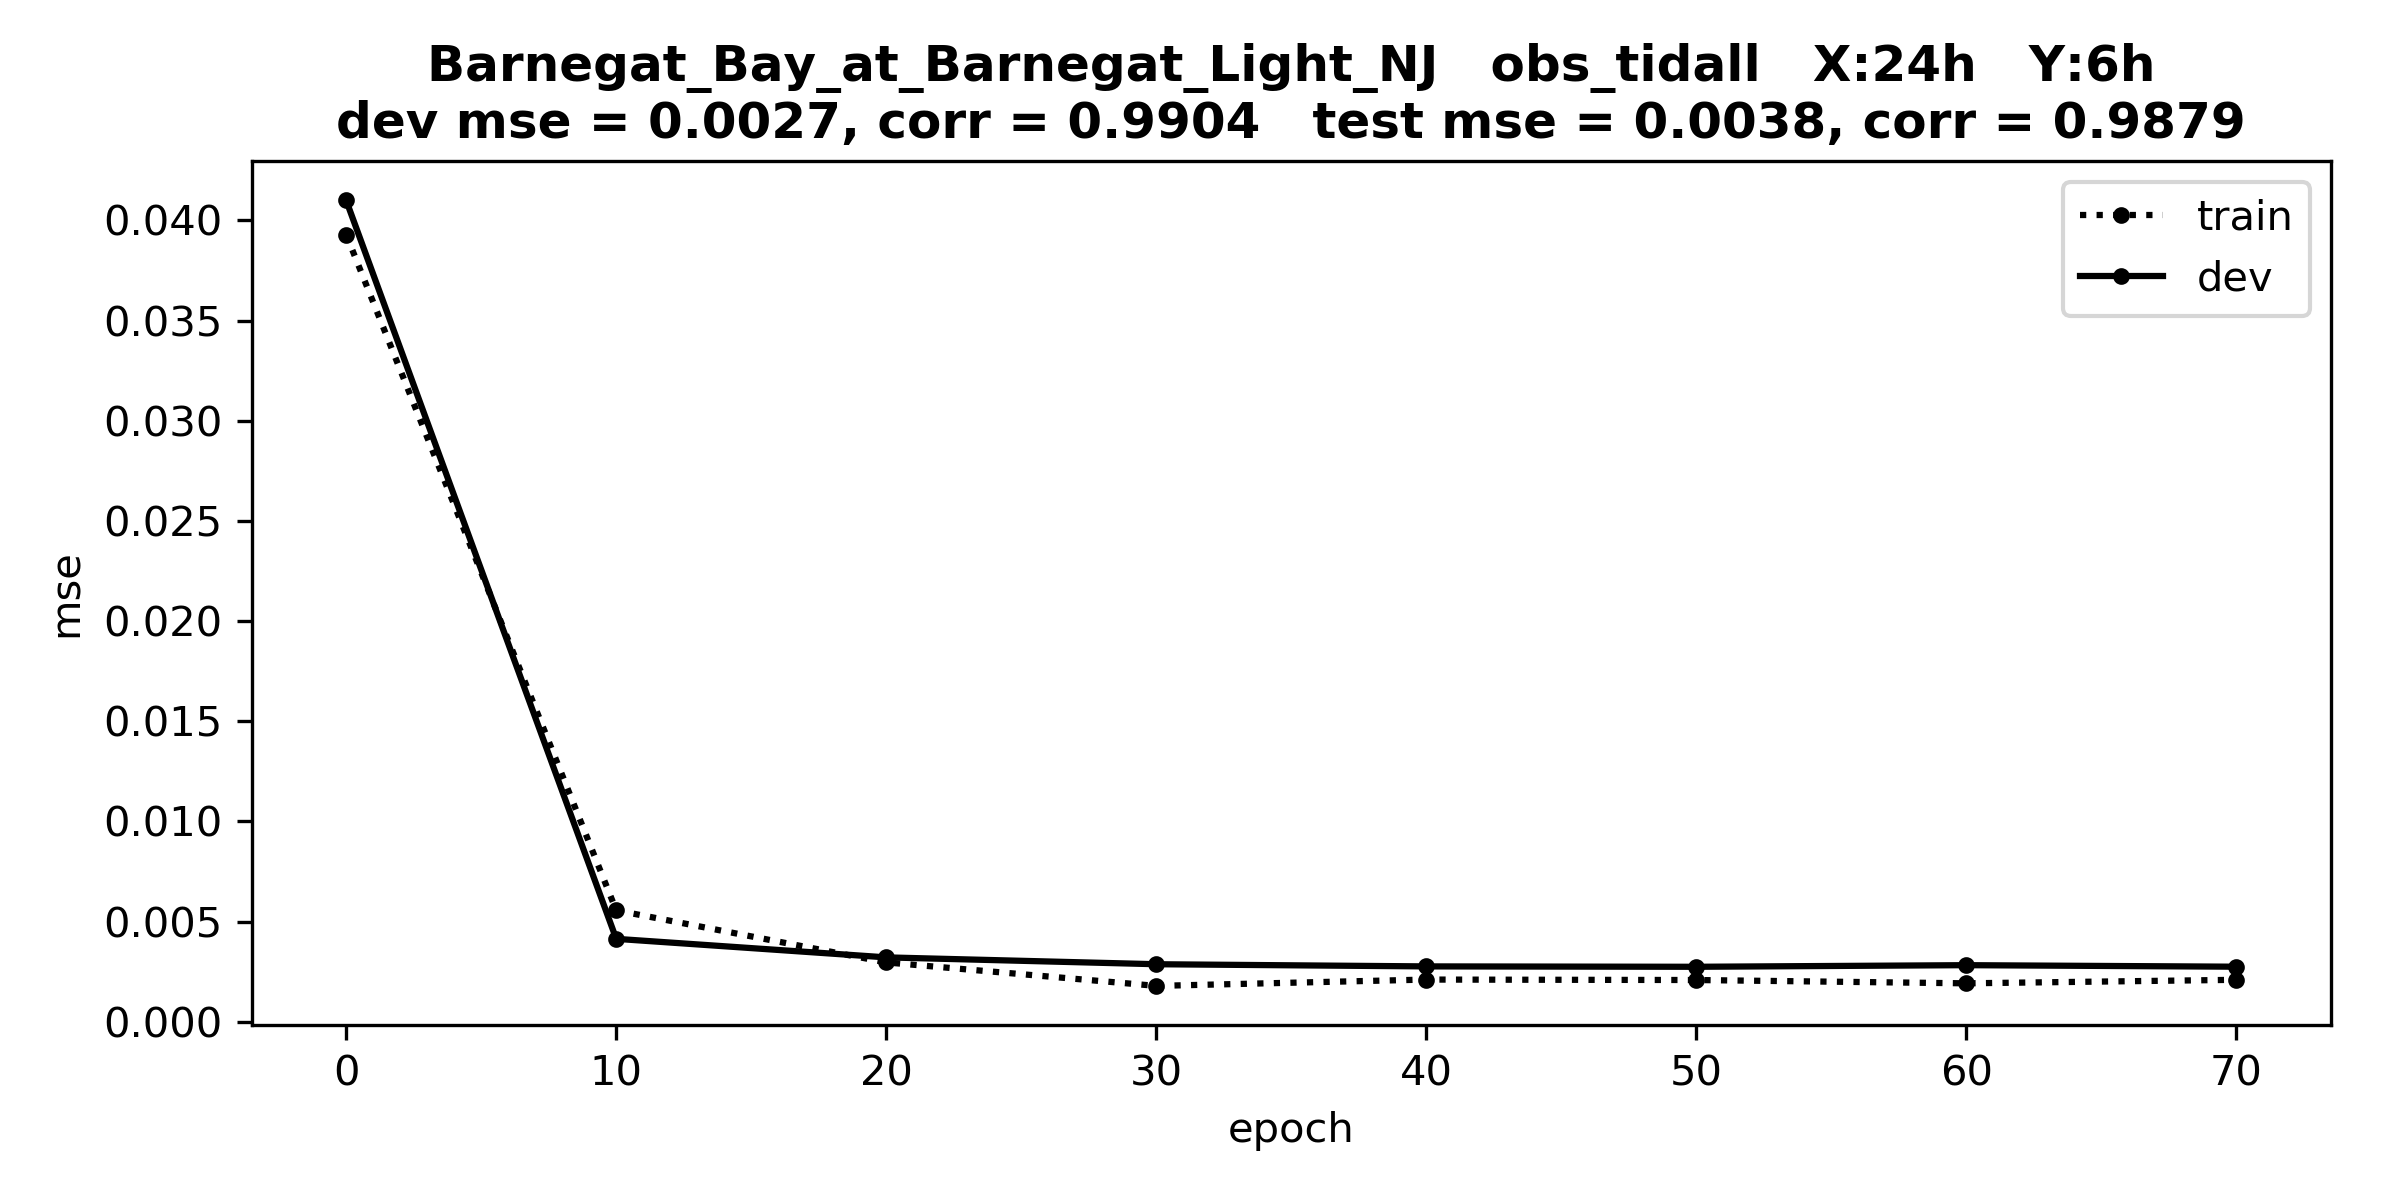 Barnegat_Bay_at_Barnegat_Light_NJ   obs_tidall   X:24h   Y:6h
dev mse = 0.0027, corr = 0.9904   test mse = 0.0038, corr = 0.9879
train
dev
0.040
0.035
0.030
0.025
0.020
0.015
0.010
0.005
0.000
mse
0 10 20 30 40 50 60 70
epoch